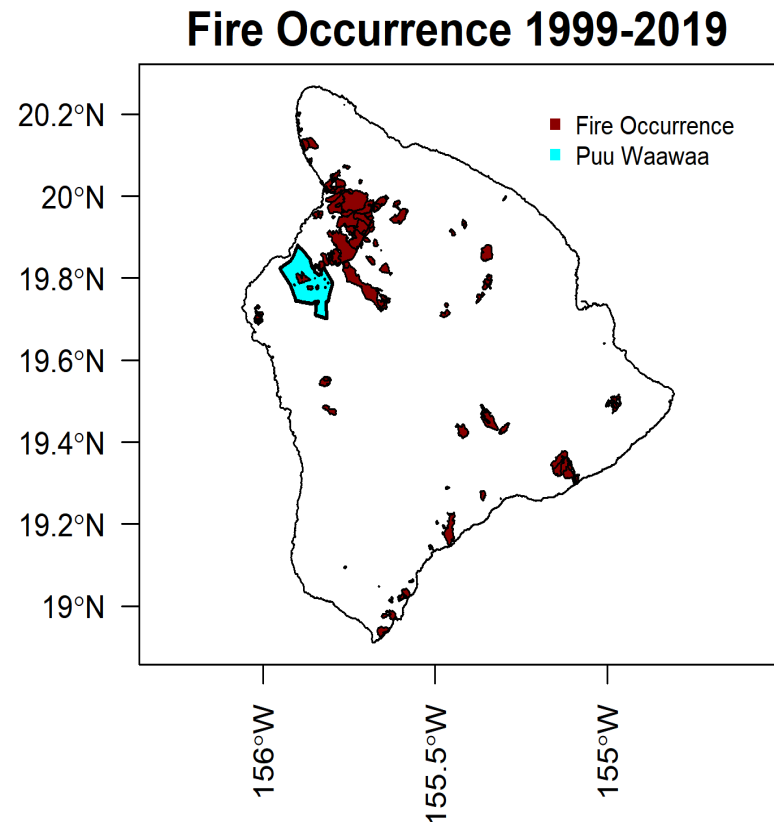 Fire Occurrence 1999-2019
Fire Occurrence
Puu Waawaa
20.2°N
20°N
19.8°N
19.6°N
19.4°N
19.2°N
19°N
156°W
155.5°W
155°W